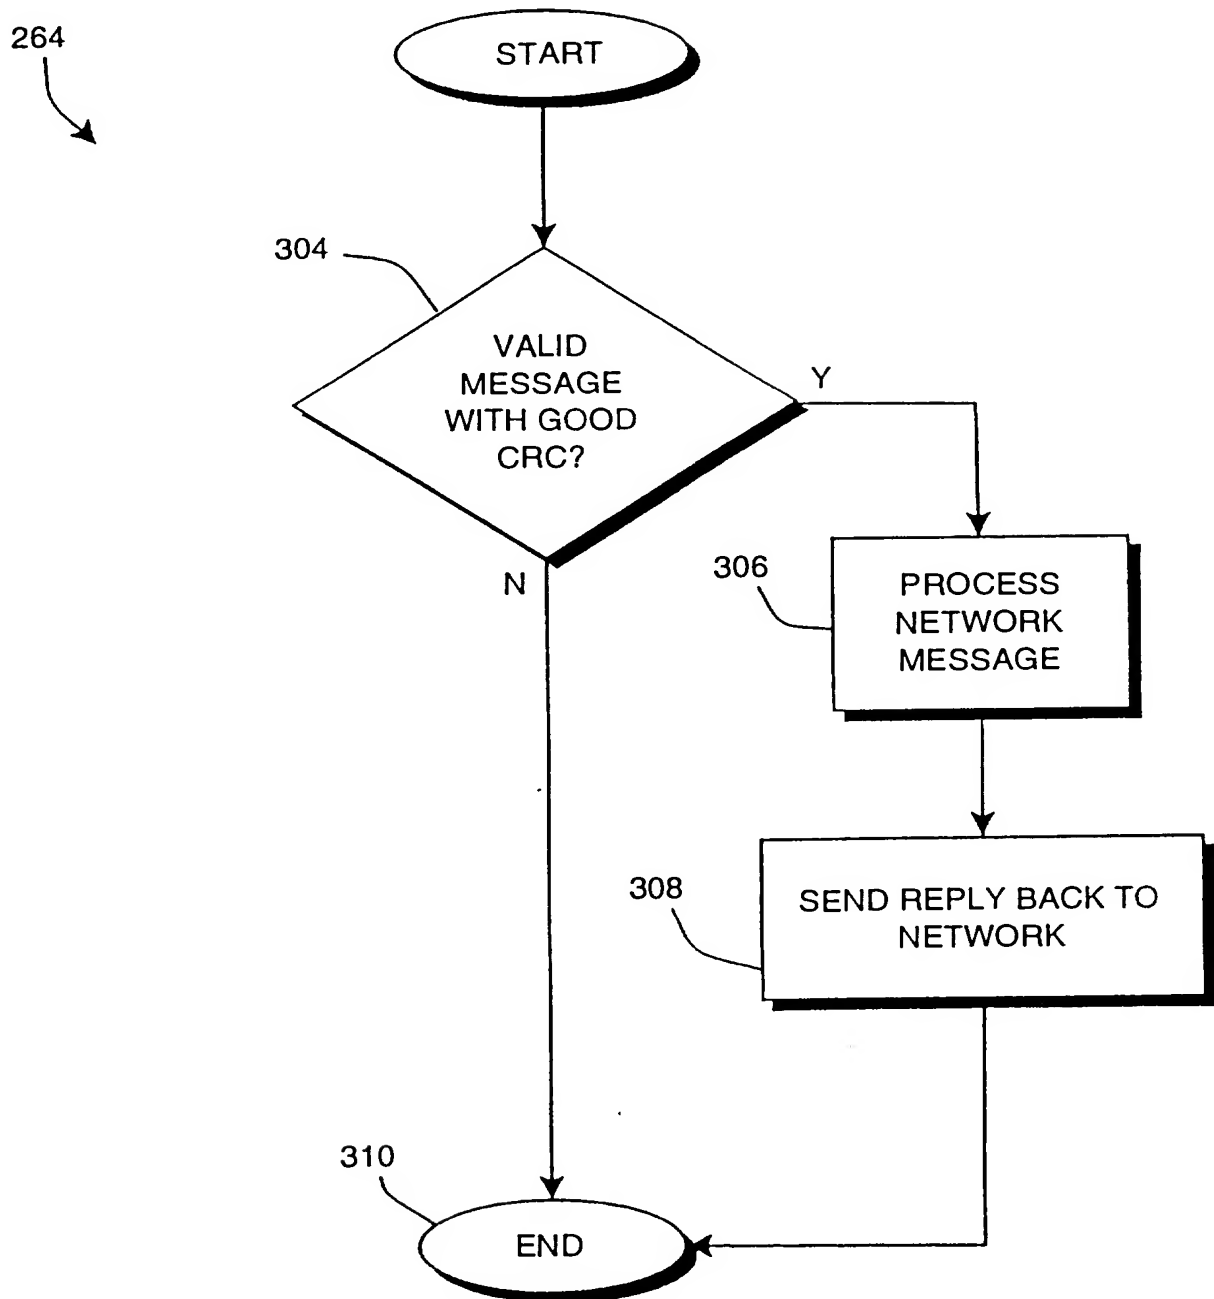 264
START
304
VALID
MESSAGE
WITH GOOD
CRC?
Y
N
306
PROCESS
NETWORK
MESSAGE
308
SEND REPLY BACK TO
NETWORK
310
END